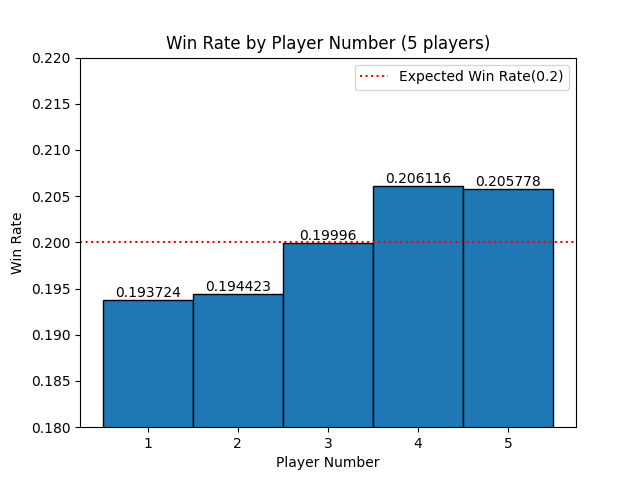 Win Rate by Player Number (5 players)
Expected Win Rate(0.2)
0.220
0.215
0.210
0.205
0.200
0.195
0.190
0.185
0.180
Win Rate
0.193724
0.194423
0.19996
0.206116
0.205778
1 2 3 4 5
Player Number